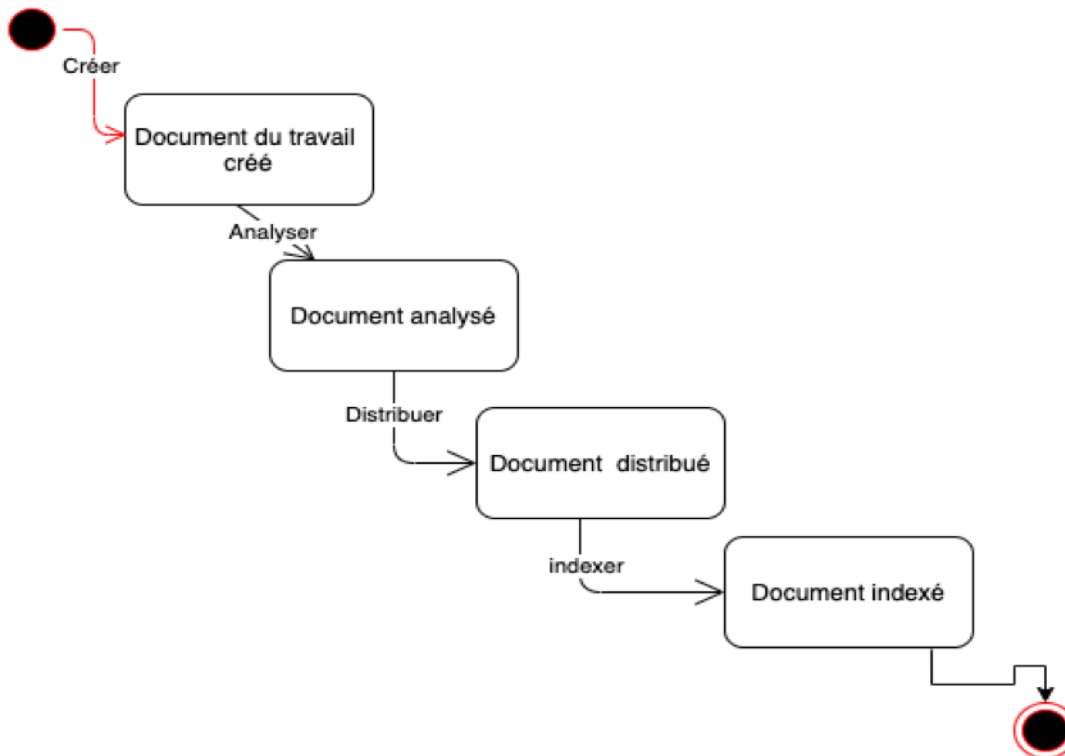 Créer
Document du travail
créé
Analyser
Document analysé
Distribuer
Document  distribué
indexer
Document indexé